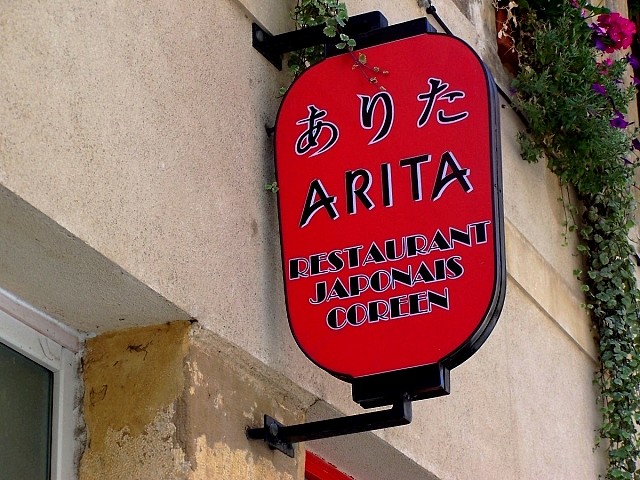 ありた
ARITA
RESTAURANT
JAPONAIS
COREEN